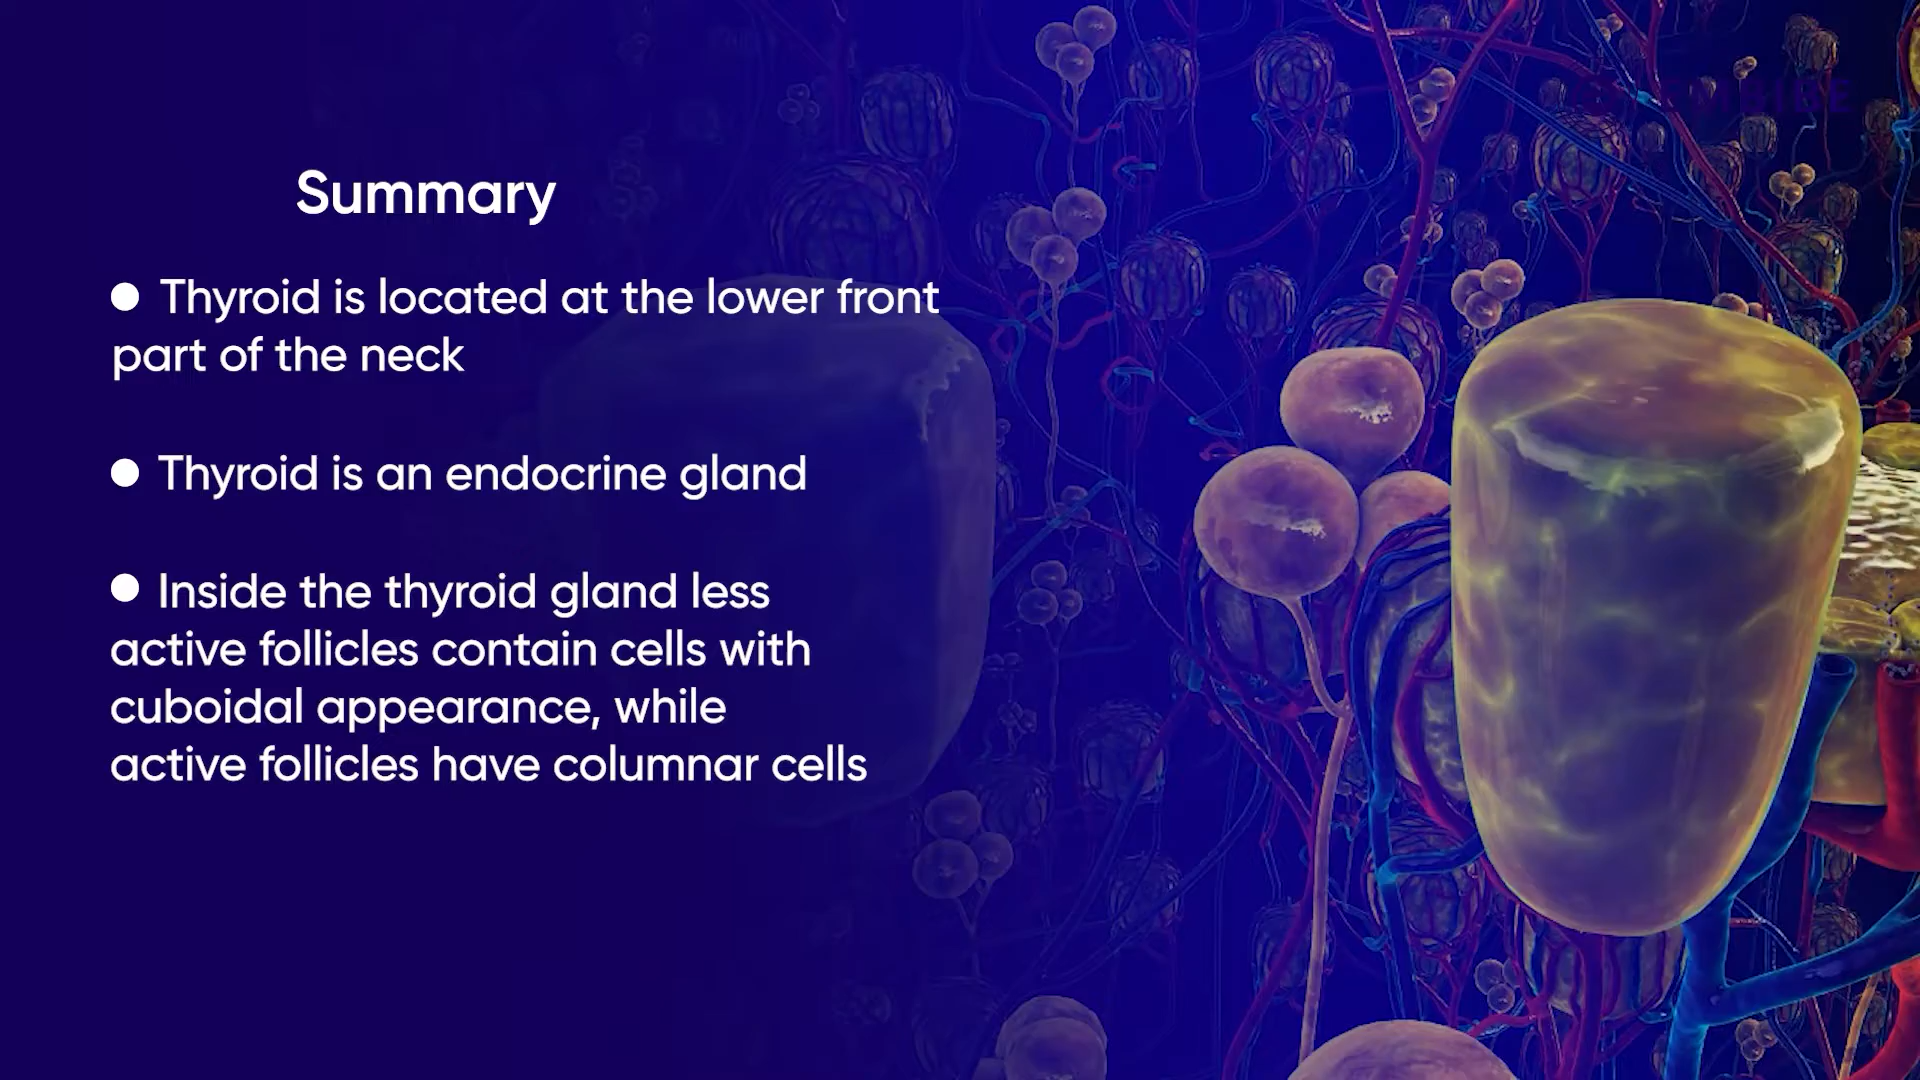 Summary
● Thyroid is located at the lower front
part of the neck
● Thyroid is an endocrine gland
● Inside the thyroid gland less
active follicles contain cells with
cuboidal appearance, while
active follicles have columnar cells
EMBIBE